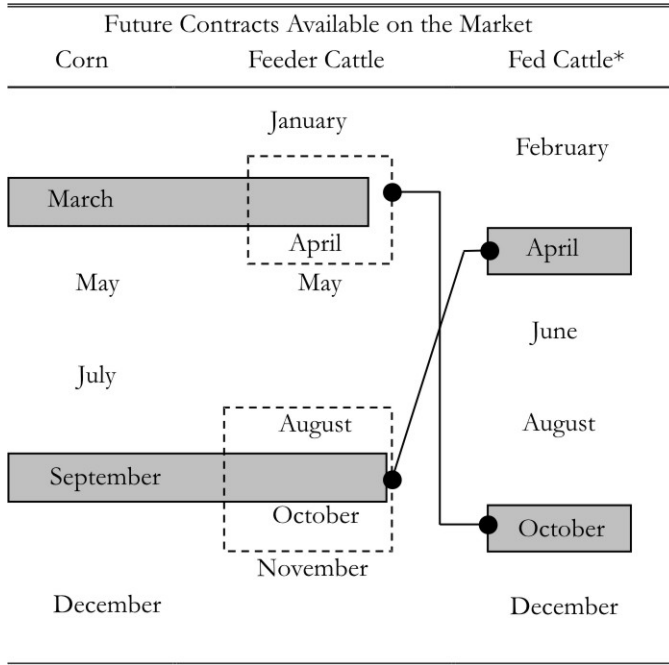 Future Contracts Available on the Market
Corn Feeder Cattle Fed Cattle*
January
February
March
April
April
May
May
June
July
August
August
September
October
October
November
December
December